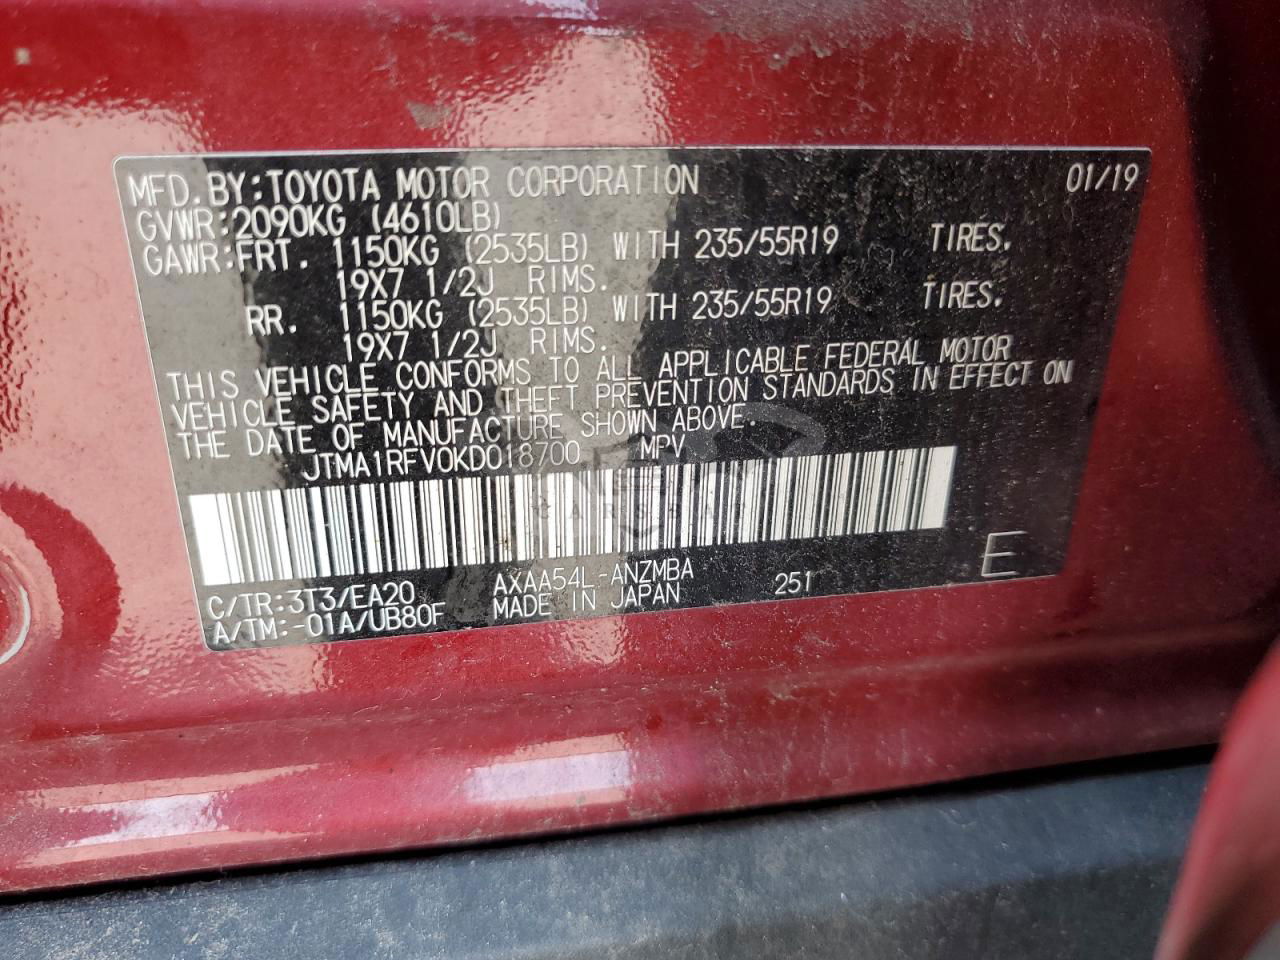 MFD.BY:TOYOTA MOTOR CORPORATION 01/19
GVWR:2090KG (4610LB)
GAWR:FRT. 1150KG (2535LB) WITH 235/55R19 TIRES.
19X7 1/2J RIMS.
RR. 1150KG (2535LB) WITH 235/55R19 TIRES.
19X7 1/2J RIMS.
THIS VEHICLE CONFORMS TO ALL APPLICABLE FEDERAL MOTOR
VEHICLE SAFETY AND THEFT PREVENTION STANDARDS IN EFFECT ON
THE DATE OF MANUFACTURE SHOWN ABOVE.
JTMA1RFV0KD018700 MPV
C/TR:3T3/EA20 AXAA54L-ANZMBA 251 E
A/TM:-01A/UB80F MADE IN JAPAN